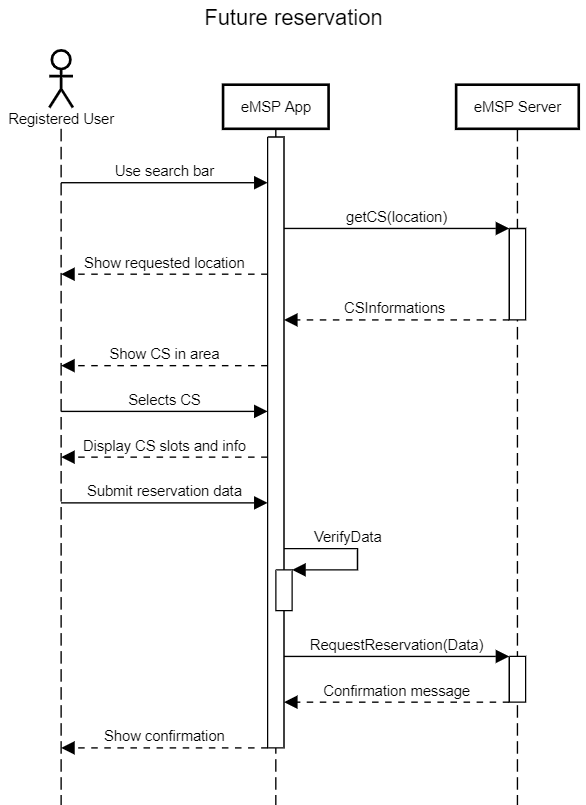 Future reservation
Registered User
eMSP App
eMSP Server
Use search bar
getCS(location)
Show requested location
CSInformations
Show CS in area
Selects CS
Display CS slots and info
Submit reservation data
VerifyData
RequestReservation(Data)
Confirmation message
Show confirmation